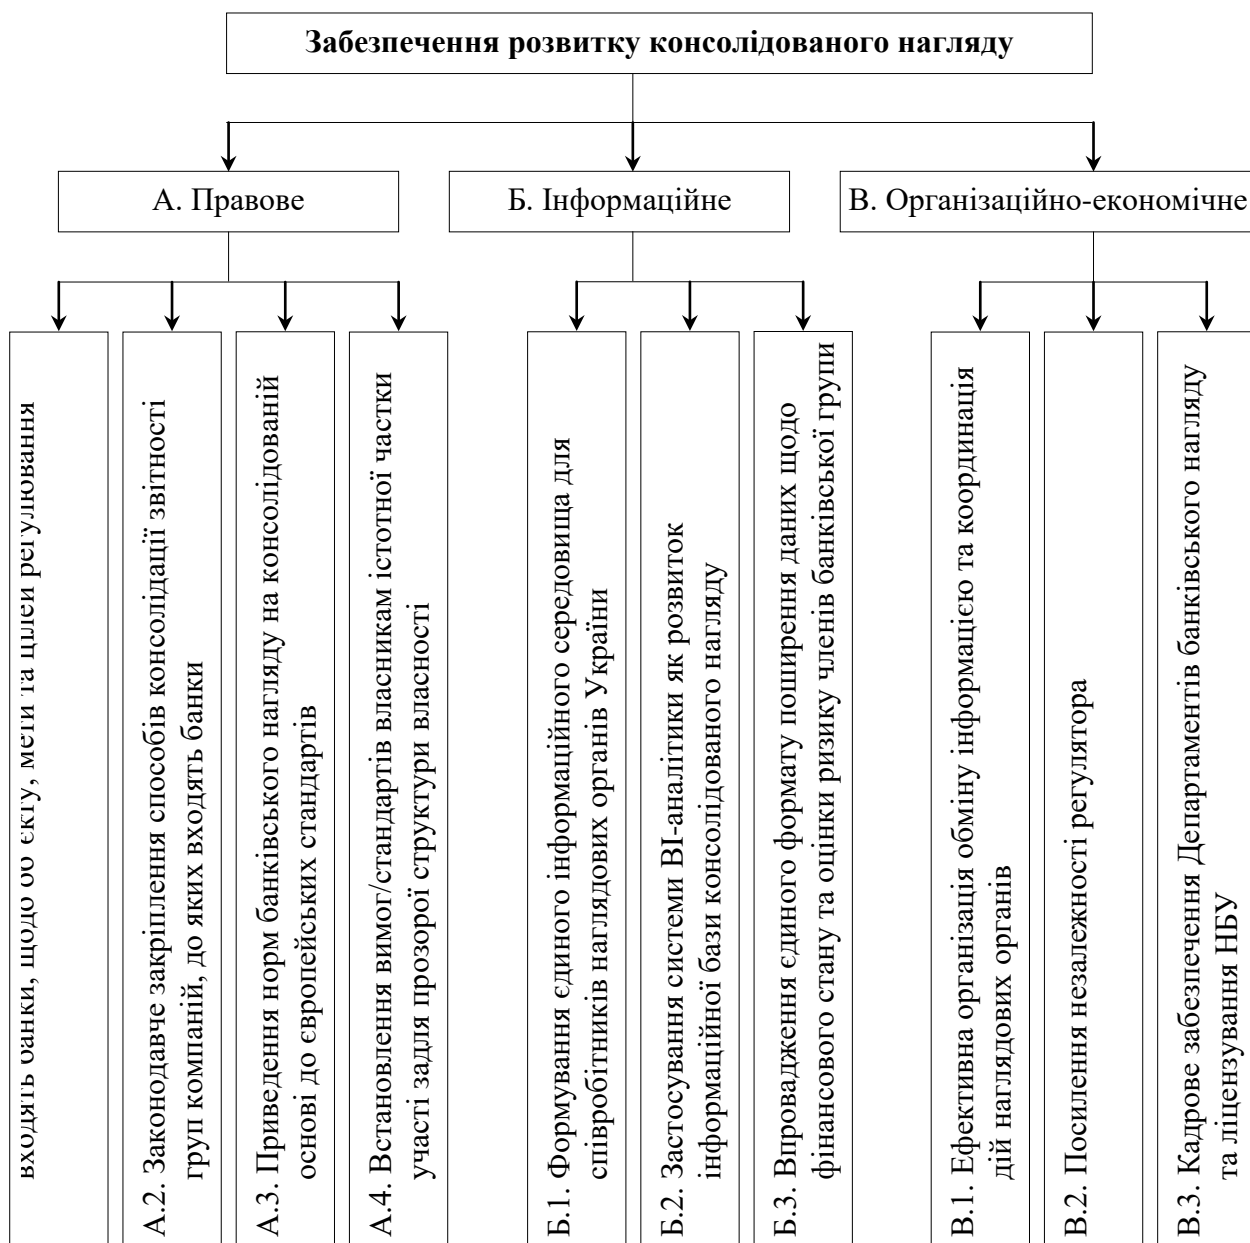 Забезпечення розвитку консолідованого нагляду
А. Правове
Б. Інформаційне
В. Організаційно-економічне
входять банки, щодо об'єкту, мети та цілей регулювання
А.2. Законодавче закріплення способів консолідації звітності
груп компаній, до яких входять банки
А.3. Приведення норм банківського нагляду на консолідованій
основі до європейських стандартів
А.4. Встановлення вимог/стандартів власникам істотної частки
участі задля прозорої структури власності
Б.1. Формування єдиного інформаційного середовища для
співробітників наглядових органів України
Б.2. Застосування системи BI-аналітики як розвиток
інформаційної бази консолідованого нагляду
Б.3. Впровадження єдиного формату поширення даних щодо
фінансового стану та оцінки ризику членів банківської групи
В.1. Ефективна організація обміну інформацією та координація
дій наглядових органів
В.2. Посилення незалежності регулятора
В.3. Кадрове забезпечення Департаментів банківського нагляду
та ліцензування НБУ